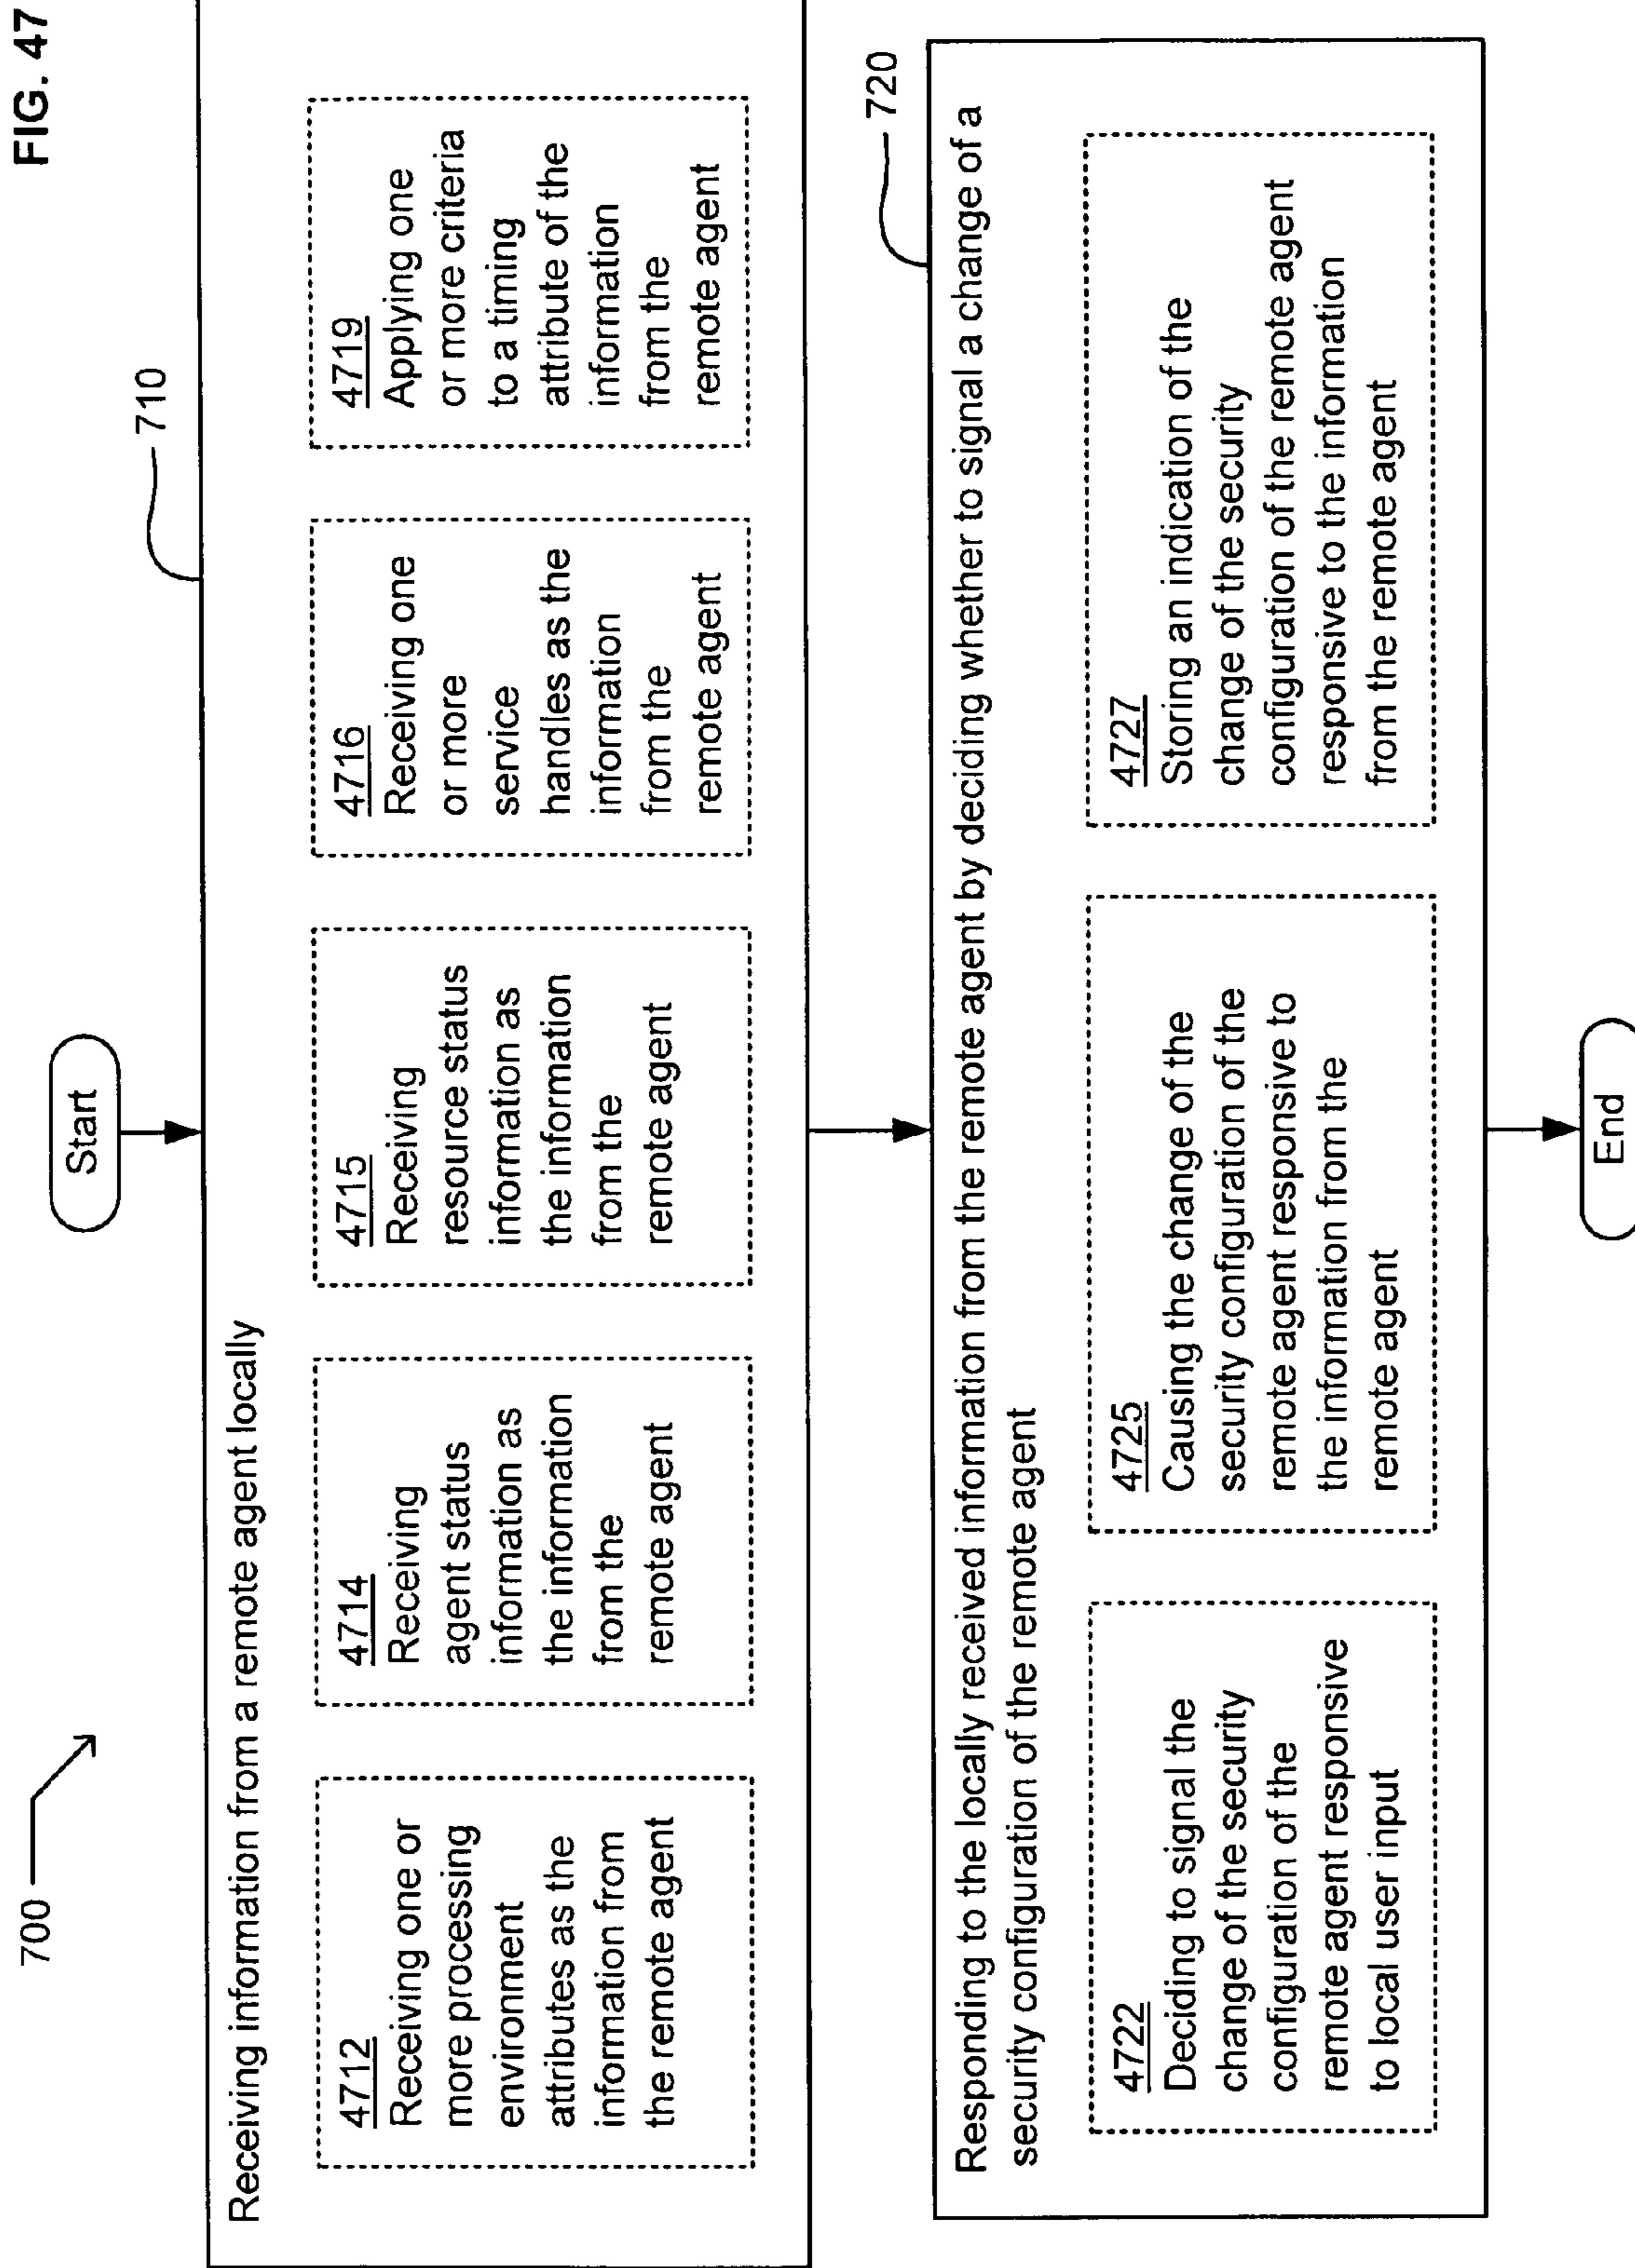 FIG. 47
700
Start
710
Receiving information from a remote agent locally
4712
Receiving one or
more processing
environment
attributes as the
information from
the remote agent
4714
Receiving
agent status
information as
the information
from the
remote agent
4715
Receiving
resource status
information as
the information
from the
remote agent
4716
Receiving one
or more
service
handles as the
information
from the
remote agent
4719
Applying one
or more criteria
to a timing
attribute of the
information
from the
remote agent
720
Responding to the locally received information from the remote agent by deciding whether to signal a change of a
security configuration of the remote agent
4722
Deciding to signal the
change of the security
configuration of the
remote agent responsive
to local user input
4725
Causing the change of the
security configuration of the
remote agent responsive to
the information from the
remote agent
4727
Storing an indication of the
change of the security
configuration of the remote agent
responsive to the information
from the remote agent
End